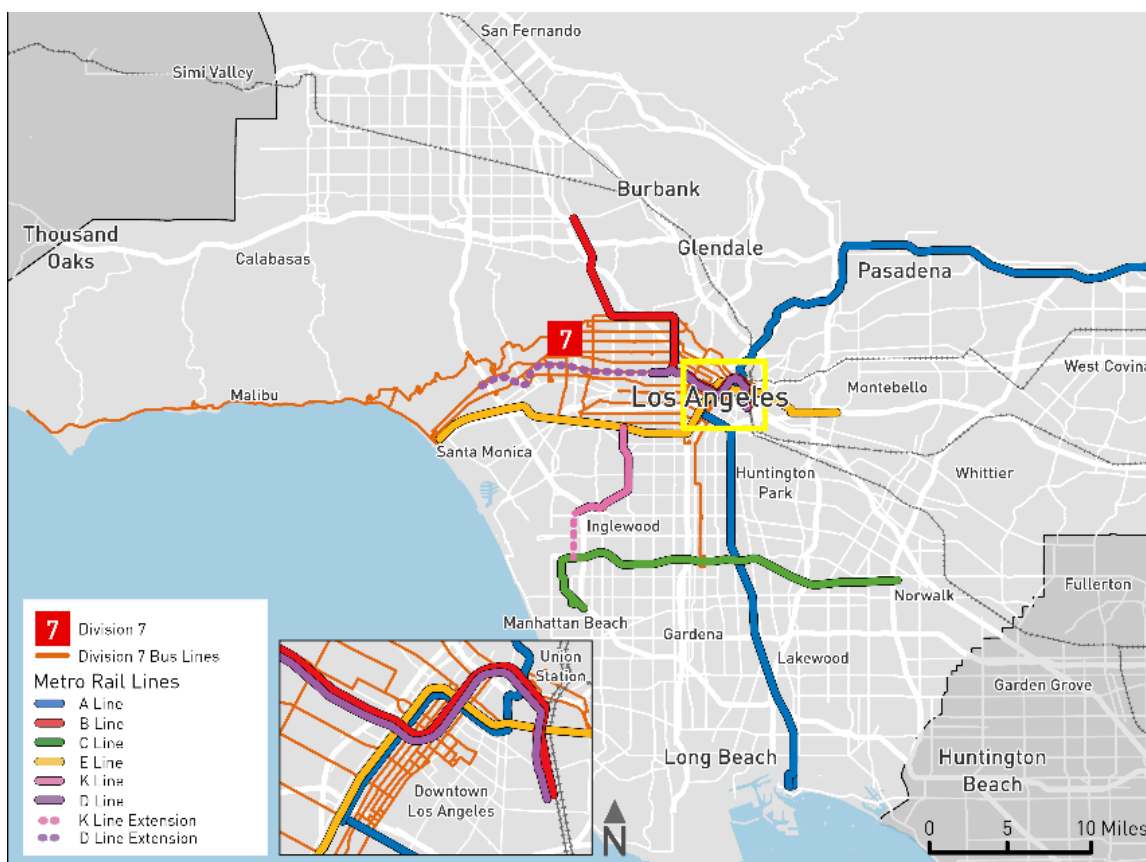 San Fernando
Simi Valley
Burbank
Thousand
Oaks
Glendale
Calabasas
Pasadena
7
West Covina
Malibu
Los Angeles
Montebello
Santa Monica
Huntington
Park
Whittier
Inglewood
Fullerton
Norwalk
Manhattan Beach
Gardena
Lakewood
Garden Grove
Long Beach
Huntington
Beach
7 Division 7
Division 7 Bus Lines
Metro Rail Lines
A Line
B Line
C Line
E Line
K Line
D Line
K Line Extension
D Line Extension
Union
Station
Downtown
Los Angeles
N
0 5 10 Miles